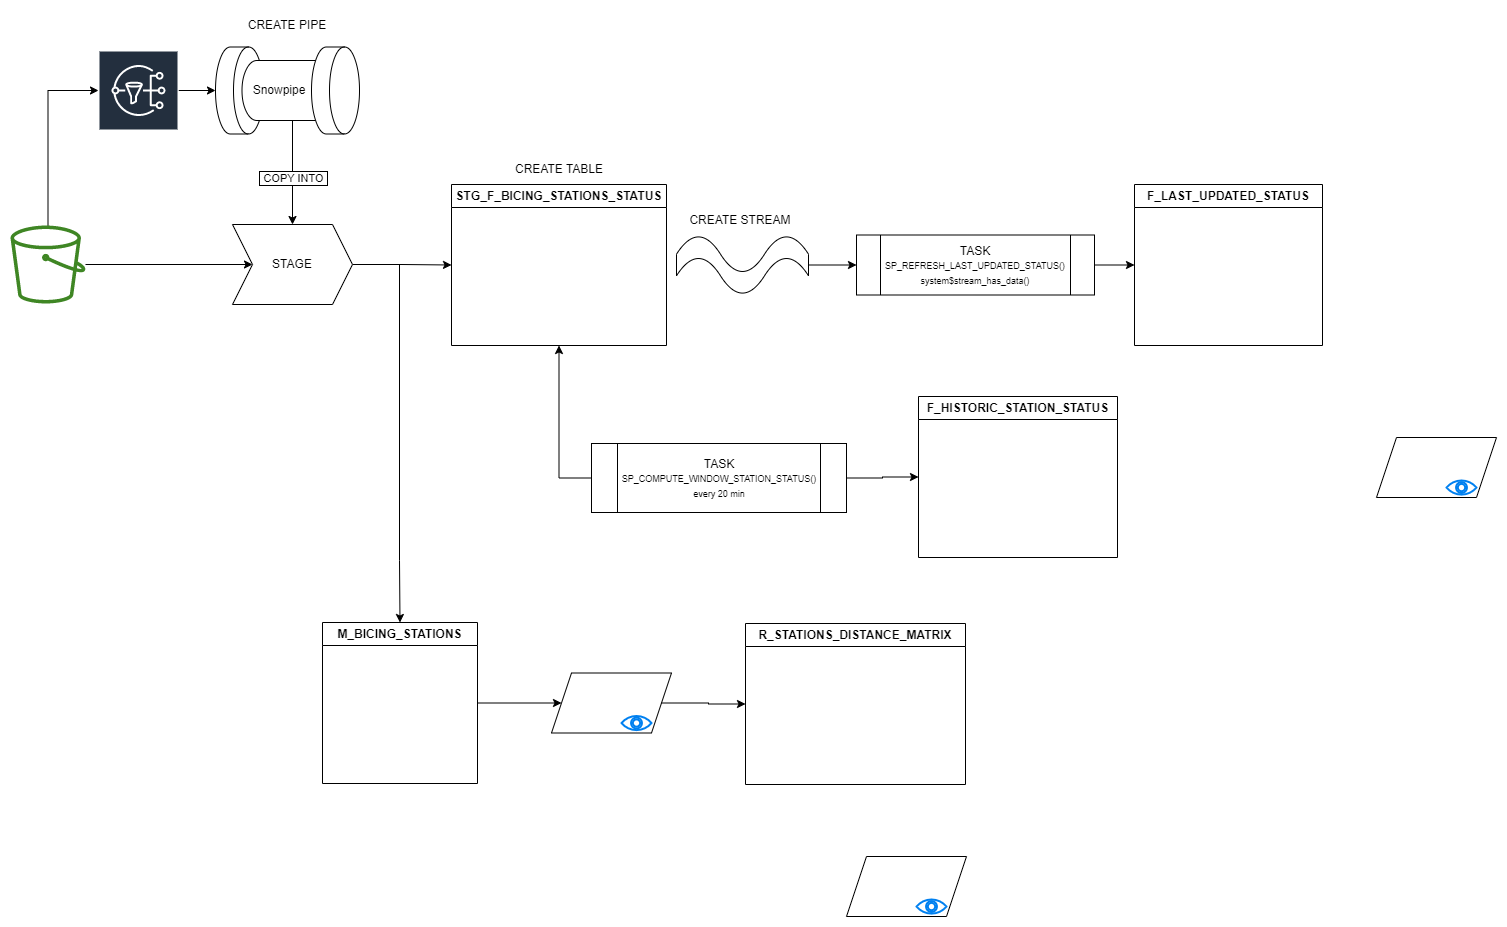 CREATE PIPE
Snowpipe
COPY INTO
STAGE
CREATE TABLE
STG_F_BICING_STATIONS_STATUS
CREATE STREAM
TASK
SP_REFRESH_LAST_UPDATED_STATUS()
system$stream_has_data()
F_LAST_UPDATED_STATUS
F_HISTORIC_STATION_STATUS
TASK
SP_COMPUTE_WINDOW_STATION_STATUS()
every 20 min
M_BICING_STATIONS
R_STATIONS_DISTANCE_MATRIX